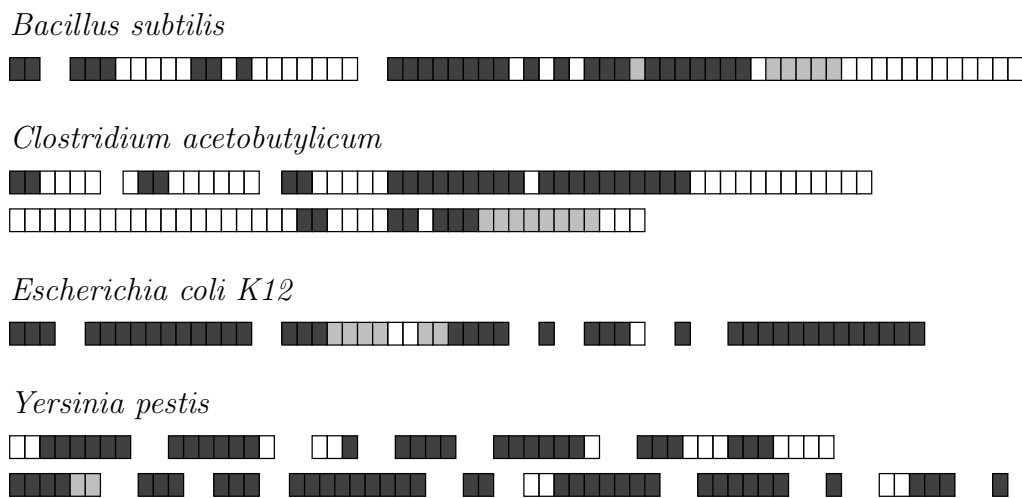 Bacillus subtilis
Clostridium acetobutylicum
Escherichia coli K12
Yersinia pestis